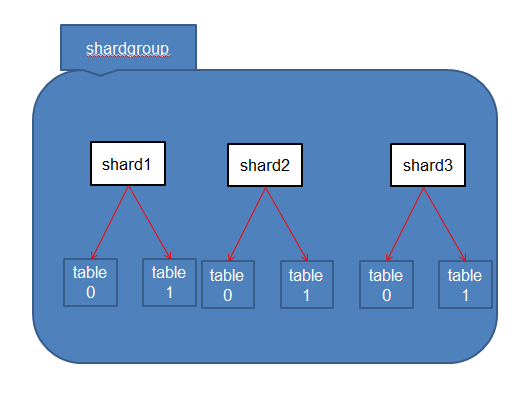 shardgroup
shard1 shard2 shard3
table table table table table table
0 1 0 1 0 1